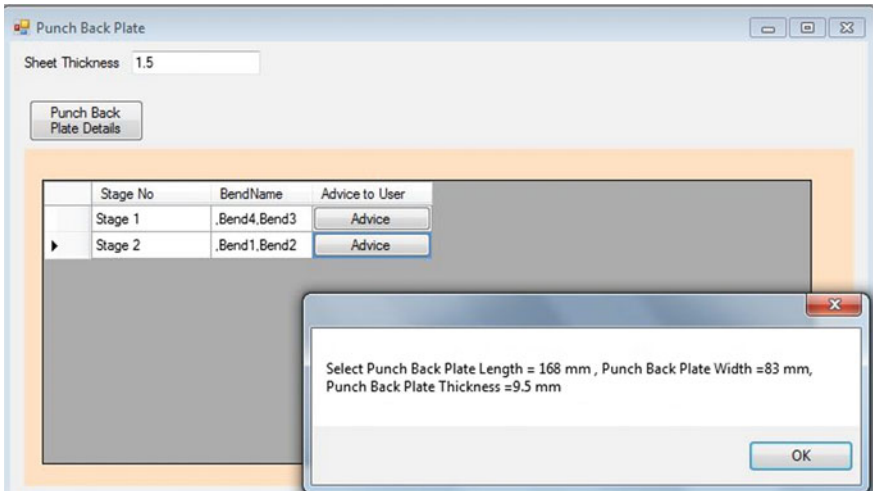 Punch Back Plate
Sheet Thickness 1.5
Punch Back
Plate Details
Stage No BendName Advice to User
Stage 1 ,Bend4,Bend3 Advice
Stage 2 ,Bend1,Bend2 Advice
Select Punch Back Plate Length = 168 mm , Punch Back Plate Width =83 mm,
Punch Back Plate Thickness =9.5 mm
OK